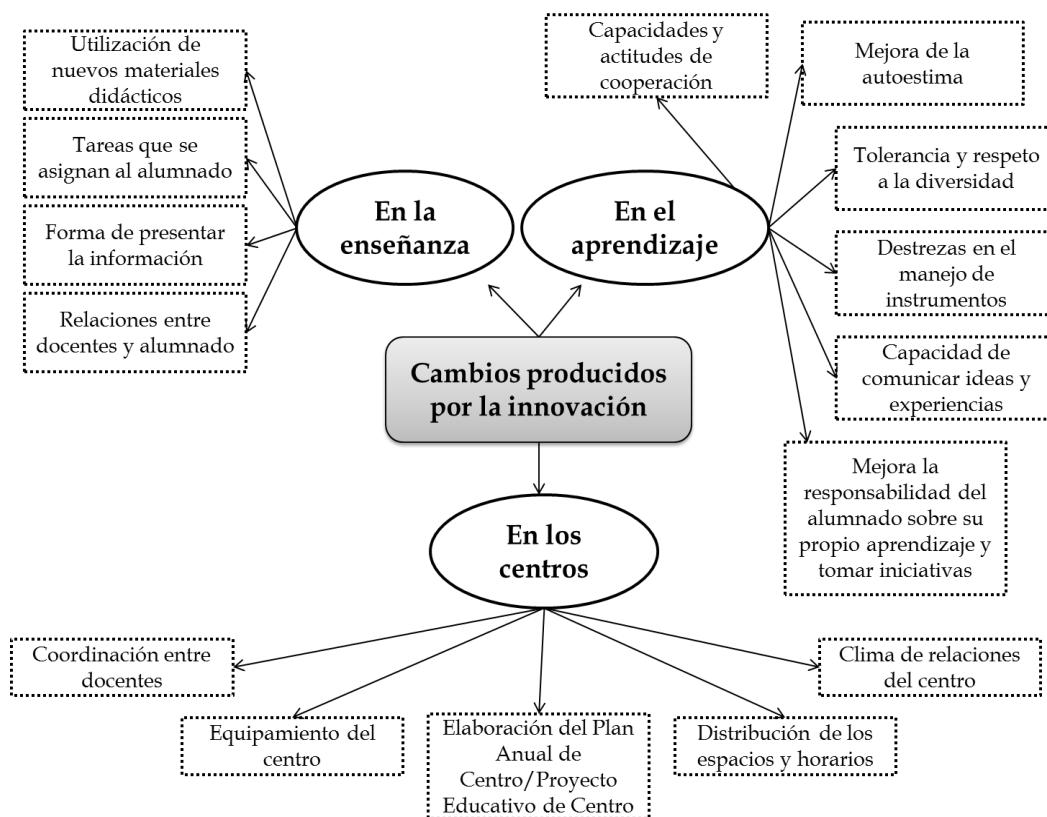 Utilización de
nuevos materiales
didácticos
Tareas que se
asignan al alumnado
Forma de presentar
la información
Relaciones entre
docentes y alumnado
En la
enseñanza
Capacidades y
actitudes de
cooperación
En el
aprendizaje
Mejora de la
autoestima
Tolerancia y respeto
a la diversidad
Destrezas en el
manejo de
instrumentos
Capacidad de
comunicar ideas y
experiencias
Mejora la
responsabilidad del
alumnado sobre su
propio aprendizaje y
tomar iniciativas
Cambios producidos
por la innovación
En los
centros
Coordinación entre
docentes
Equipamiento del
centro
Elaboración del Plan
Anual de
Centro/Proyecto
Educativo de Centro
Distribución de los
espacios y horarios
Clima de relaciones
del centro